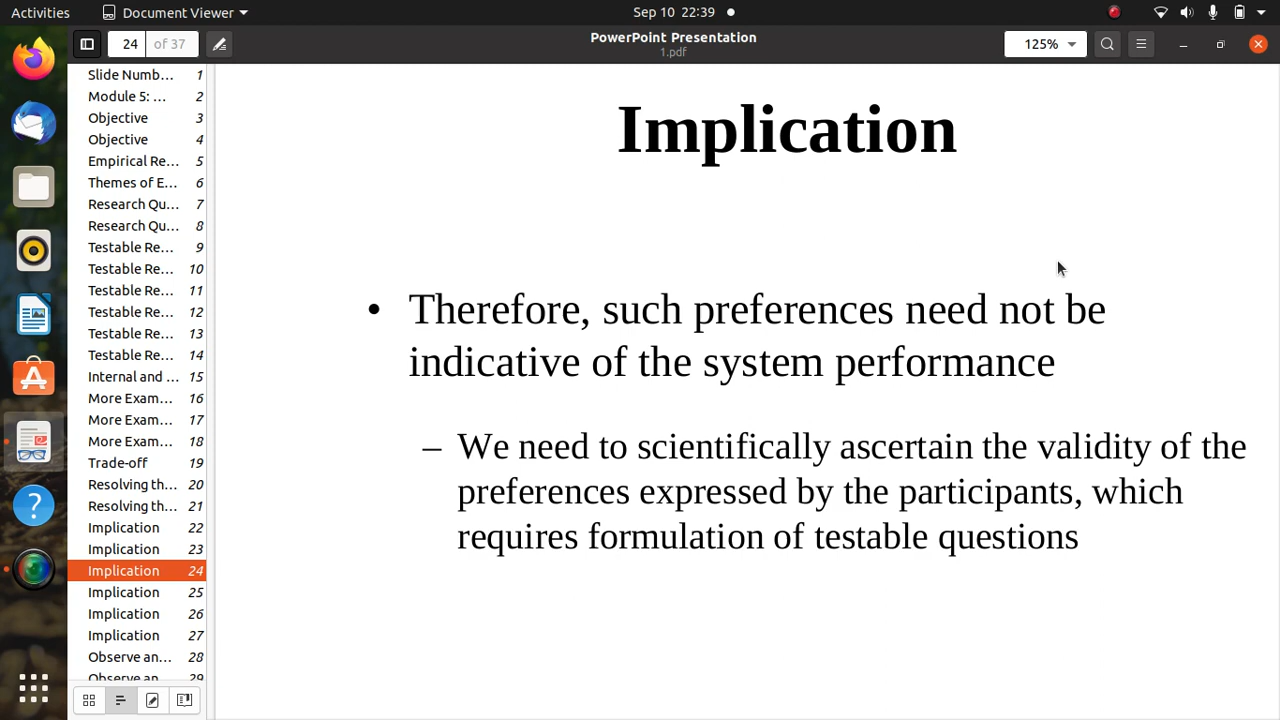 Activities
Document Viewer
Sep 10 22:39
24 of 37
PowerPoint Presentation
1.pdf
125%
Slide Numb... 1
Module 5: ... 2
Objective 3
Objective 4
Empirical Re... 5
Themes of E... 6
Research Qu... 7
Research Qu... 8
Testable Re... 9
Testable Re... 10
Testable Re... 11
Testable Re... 12
Testable Re... 13
Testable Re... 14
Internal and ... 15
More Exam... 16
More Exam... 17
More Exam... 18
Trade-off 19
Resolving th... 20
Resolving th... 21
Implication 22
Implication 23
Implication 24
Implication 25
Implication 26
Implication 27
Observe an... 28
Observe an... 29
Implication
• Therefore, such preferences need not be
indicative of the system performance
– We need to scientifically ascertain the validity of the
preferences expressed by the participants, which
requires formulation of testable questions